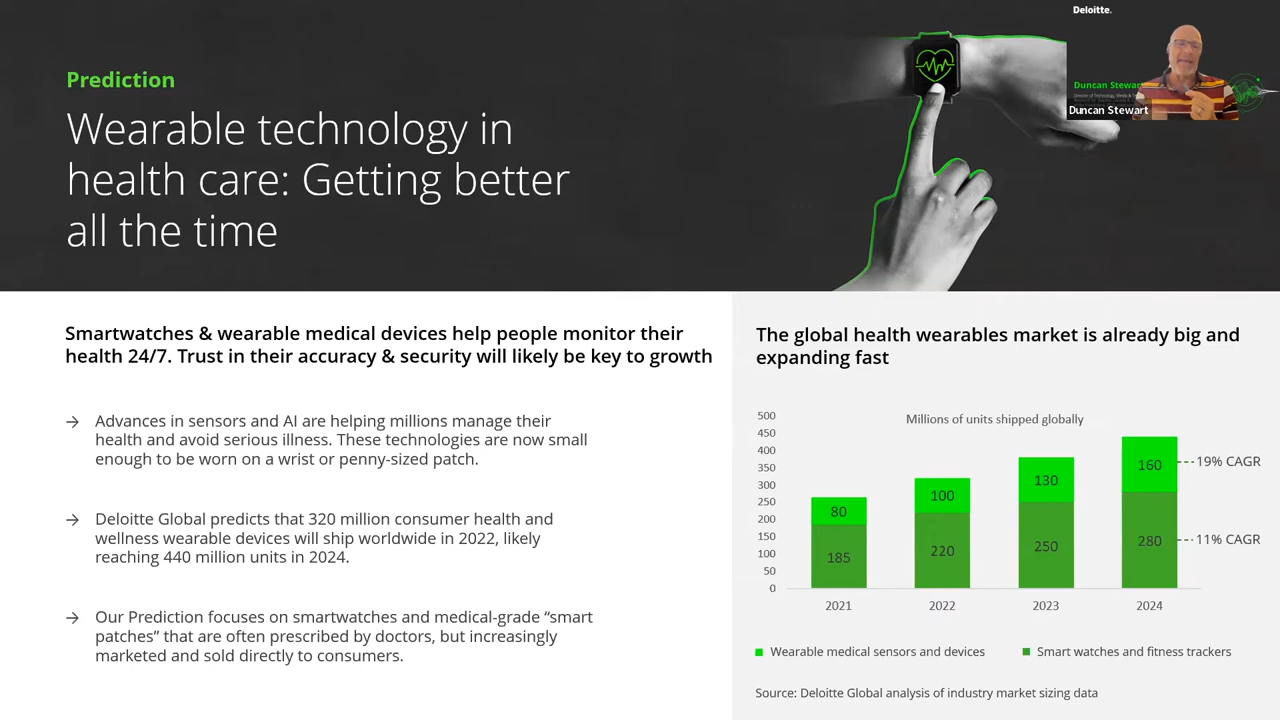 Deloitte.
Duncan Stewart
Prediction
Wearable technology in
health care: Getting better
all the time
Smartwatches & wearable medical devices help people monitor their
health 24/7. Trust in their accuracy & security will likely be key to growth
→ Advances in sensors and AI are helping millions manage their
health and avoid serious illness. These technologies are now small
enough to be worn on a wrist or penny-sized patch.
→ Deloitte Global predicts that 320 million consumer health and
wellness wearable devices will ship worldwide in 2022, likely
reaching 440 million units in 2024.
→ Our Prediction focuses on smartwatches and medical-grade “smart
patches” that are often prescribed by doctors, but increasingly
marketed and sold directly to consumers.
The global health wearables market is already big and
expanding fast
Millions of units shipped globally
500
450
400
350
300
250
200
150
100
50
0
80
185
100
220
130
250
160
280
19% CAGR
11% CAGR
2021 2022 2023 2024
Wearable medical sensors and devices Smart watches and fitness trackers
Source: Deloitte Global analysis of industry market sizing data